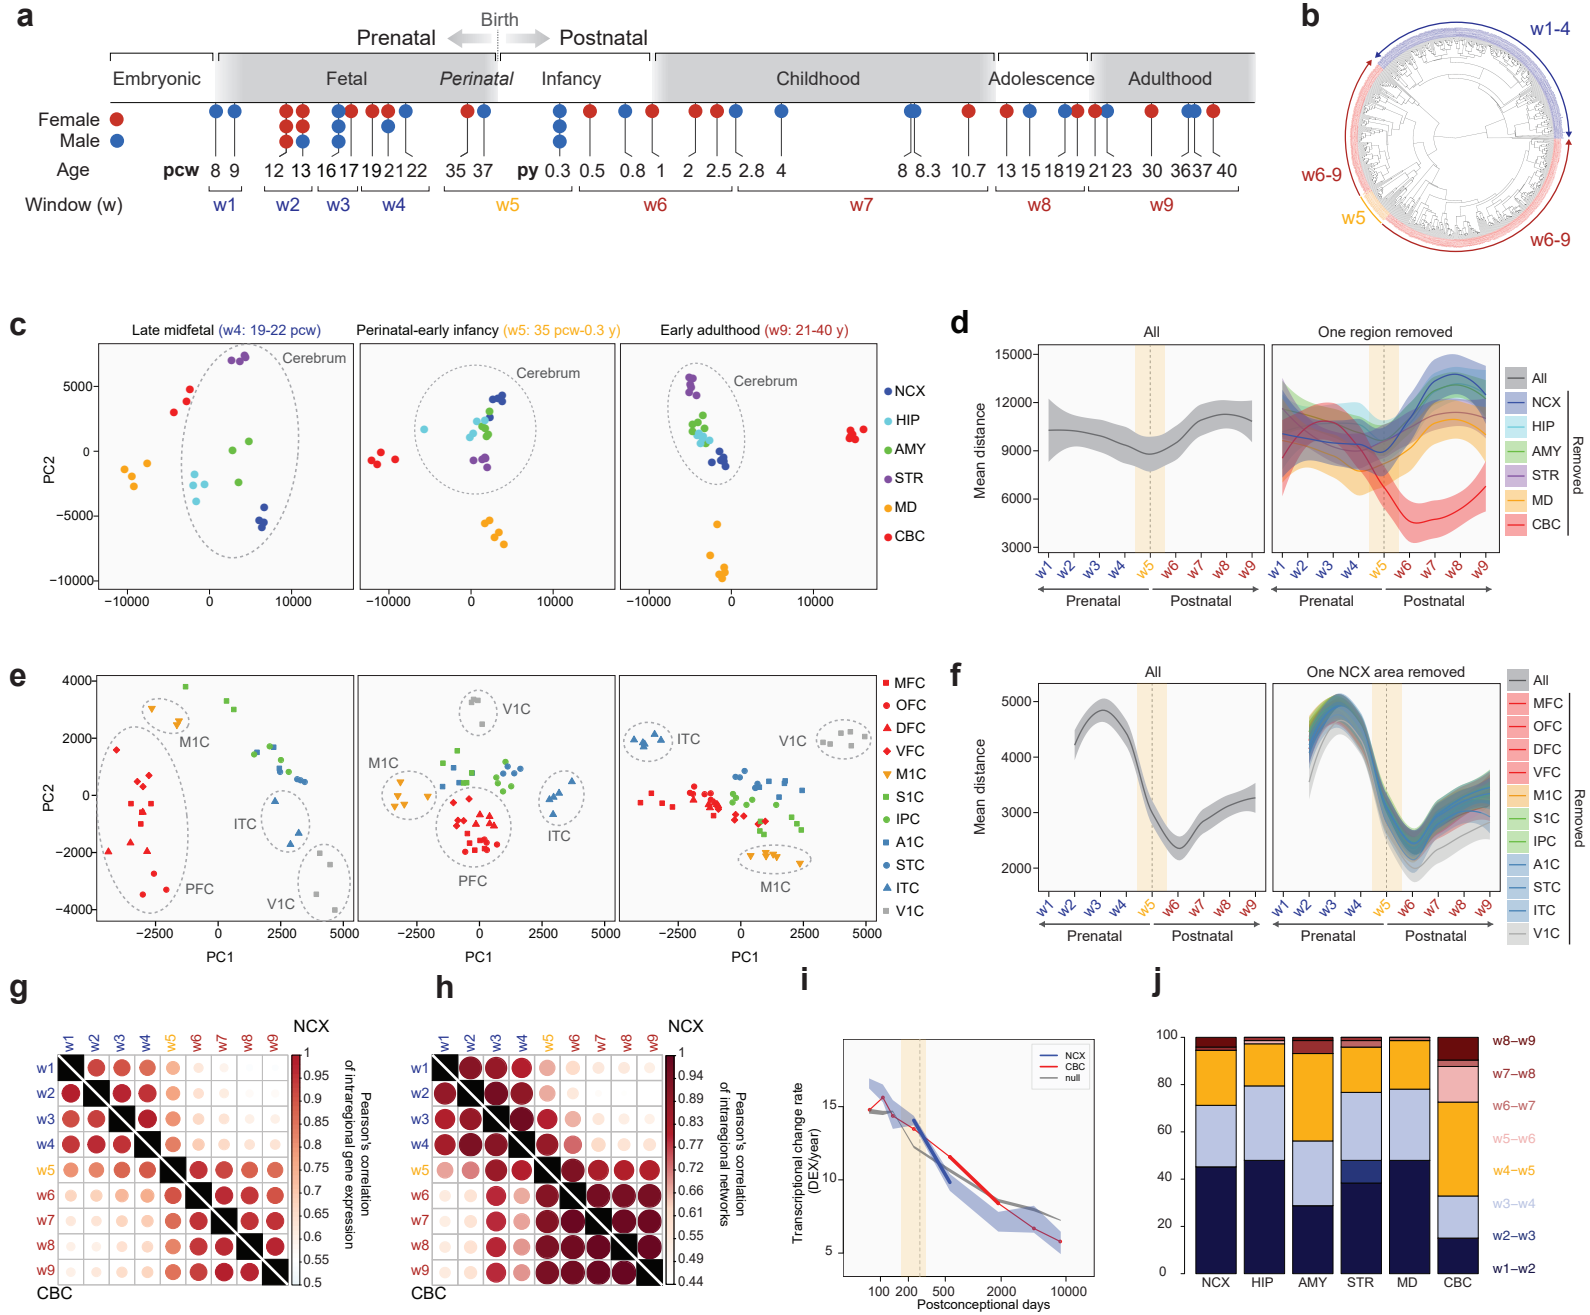 a
Birth
Prenatal
Postnatal
Embryonic
Fetal
Perinatal
Infancy
Childhood
Adolescence
Adulthood
Female
Male
Age
pcw 8 9 12 13 16 17 19 21 22 35 37 py 0.3 0.5 0.8 1 2 2.5 2.8 4 8 8.3 10.7 13 15 18 19 21 23 30 36 37 40
Window (w)
w1 w2 w3 w4 w5 w6 w7 w8 w9
b
w1-4
w6-9
w5
w6-9
c
Late midfetal (w4: 19-22 pcw)
Perinatal-early infancy (w5: 35 pcw-0.3 y)
Early adulthood (w9: 21-40 y)
Cerebrum
Cerebrum
Cerebrum
PC2
5000
0
−5000
−10000
−10000 0 10000
−10000 0 10000
−10000 0 10000
NCX
HIP
AMY
STR
MD
CBC
d
All
One region removed
Mean distance
15000
12000
9000
6000
3000
w1 w2 w3 w4 w5 w6 w7 w8 w9
w1 w2 w3 w4 w5 w6 w7 w8 w9
Prenatal Postnatal
Prenatal Postnatal
All
NCX
HIP
AMY
STR
MD
CBC
Removed
e
PC2
4000
2000
0
−2000
−4000
M1C
ITC
PFC
V1C
−2500 0 2500 5000
PC1
V1C
M1C
ITC
PFC
−2500 0 2500 5000
PC1
ITC
V1C
M1C
−5000 −2500 0 2500 5000
PC1
MFC
OFC
DFC
VFC
M1C
S1C
IPC
A1C
STC
ITC
V1C
f
All
One NCX area removed
Mean distance
5000
4000
3000
2000
w1 w2 w3 w4 w5 w6 w7 w8 w9
w1 w2 w3 w4 w5 w6 w7 w8 w9
Prenatal Postnatal
Prenatal Postnatal
All
MFC
OFC
DFC
VFC
M1C
S1C
IPC
A1C
STC
ITC
V1C
Removed
g
NCX
w1 w2 w3 w4 w5 w6 w7 w8 w9
w1
w2
w3
w4
w5
w6
w7
w8
w9
CBC
1
0.95
0.9
0.85
0.8
0.75
0.7
0.65
0.6
0.55
0.5
Pearson's correlation
of intraregional gene expression
h
NCX
w1 w2 w3 w4 w5 w6 w7 w8 w9
w1
w2
w3
w4
w5
w6
w7
w8
w9
CBC
1
0.94
0.89
0.83
0.77
0.72
0.66
0.61
0.55
0.49
0.44
Pearson's correlation
of intraregional networks
i
Transcriptional change rate
(DEX/year)
15
10
5
NCX
CBC
null
100 200 500 2000 10000
Postconceptional days
j
100
80
60
40
20
0
NCX HIP AMY STR MD CBC
w8−w9
w7−w8
w6−w7
w5−w6
w4−w5
w3−w4
w2−w3
w1−w2